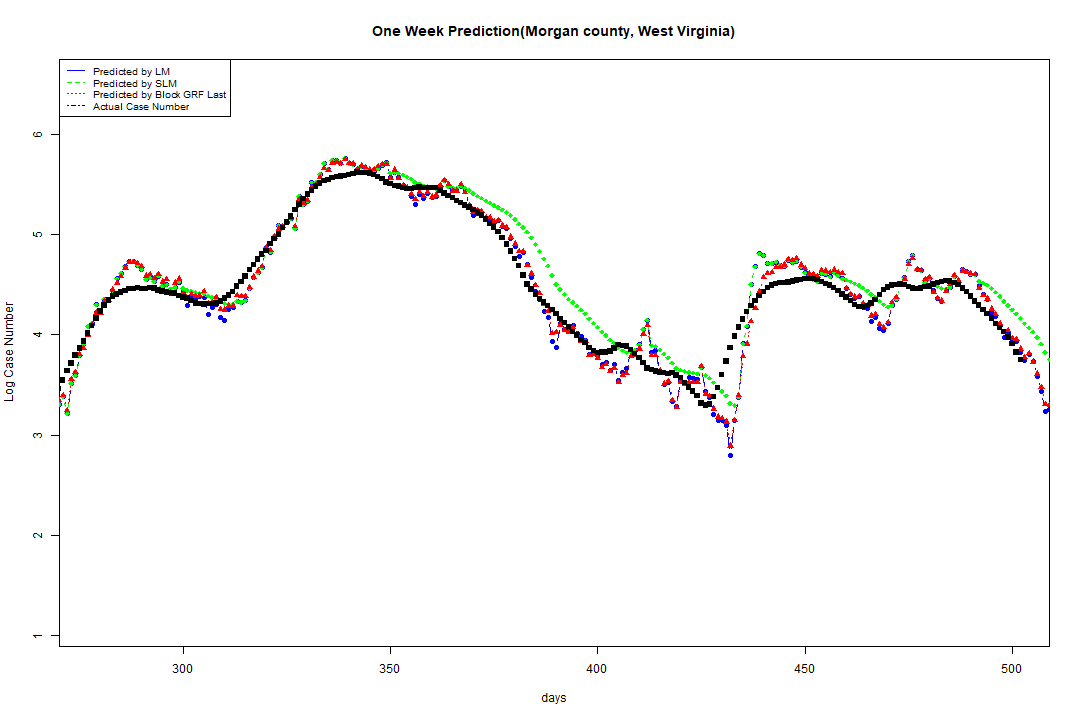 One Week Prediction(Morgan county, West Virginia)
Predicted by LM
Predicted by SLM
Predicted by Block GRF Last
Actual Case Number
6
5
4
3
2
1
Log Case Number
300
350
400
450
500
days